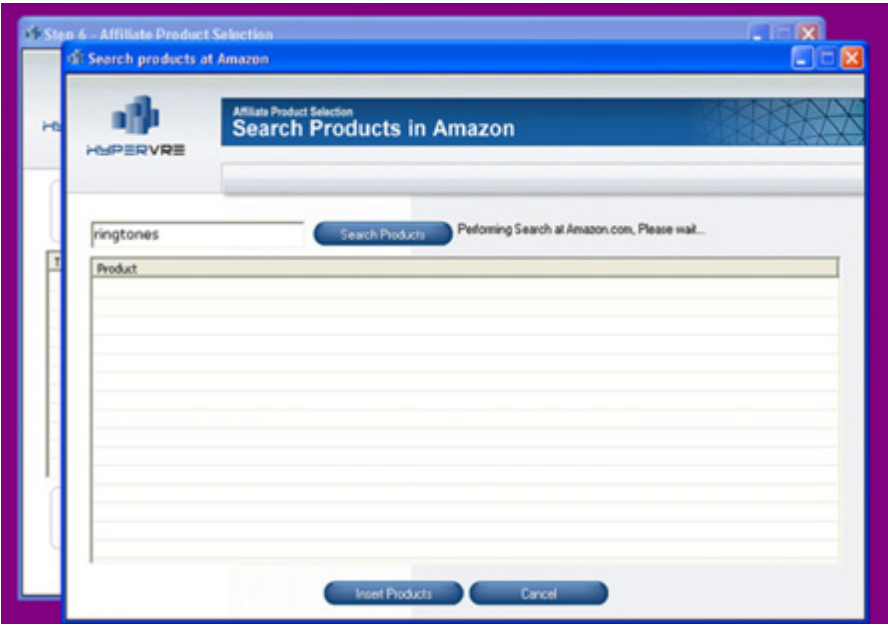 Step 6 - Affiliate Product Selection
Search products at Amazon
HYPERVRE
Affiliate Product Selection
Search Products in Amazon
ringtones
Search Products
Performing Search at Amazon.com, Please wait...
Product
Insert Products
Cancel